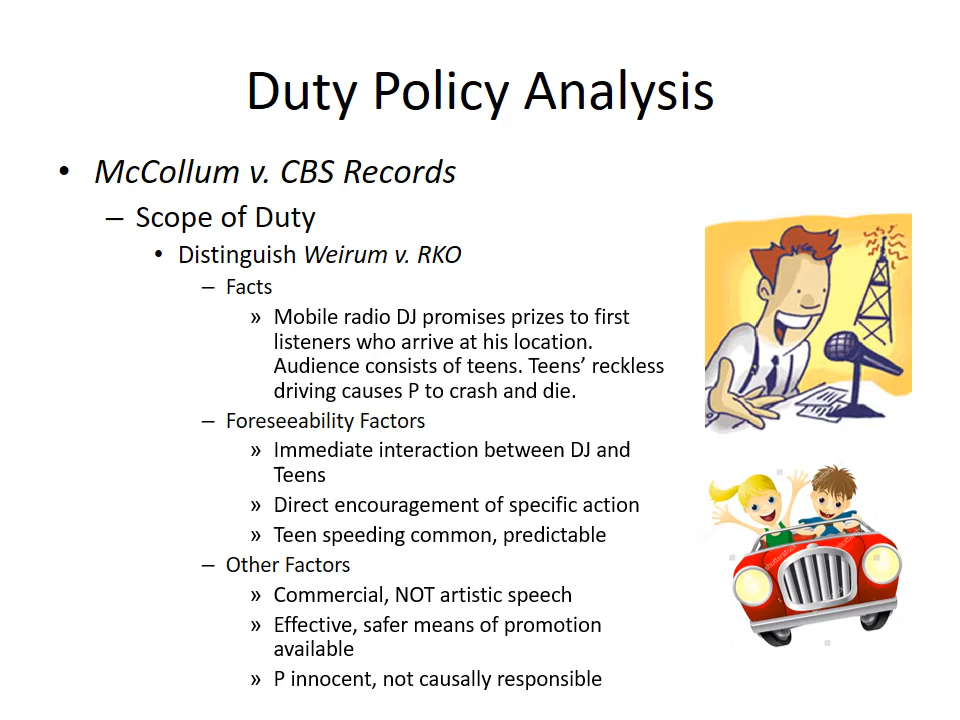 Duty Policy Analysis
• McCollum v. CBS Records
– Scope of Duty
• Distinguish Weirum v. RKO
– Facts
» Mobile radio DJ promises prizes to first
listeners who arrive at his location.
Audience consists of teens. Teens’ reckless
driving causes P to crash and die.
– Foreseeability Factors
» Immediate interaction between DJ and
Teens
» Direct encouragement of specific action
» Teen speeding common, predictable
– Other Factors
» Commercial, NOT artistic speech
» Effective, safer means of promotion
available
» P innocent, not causally responsible